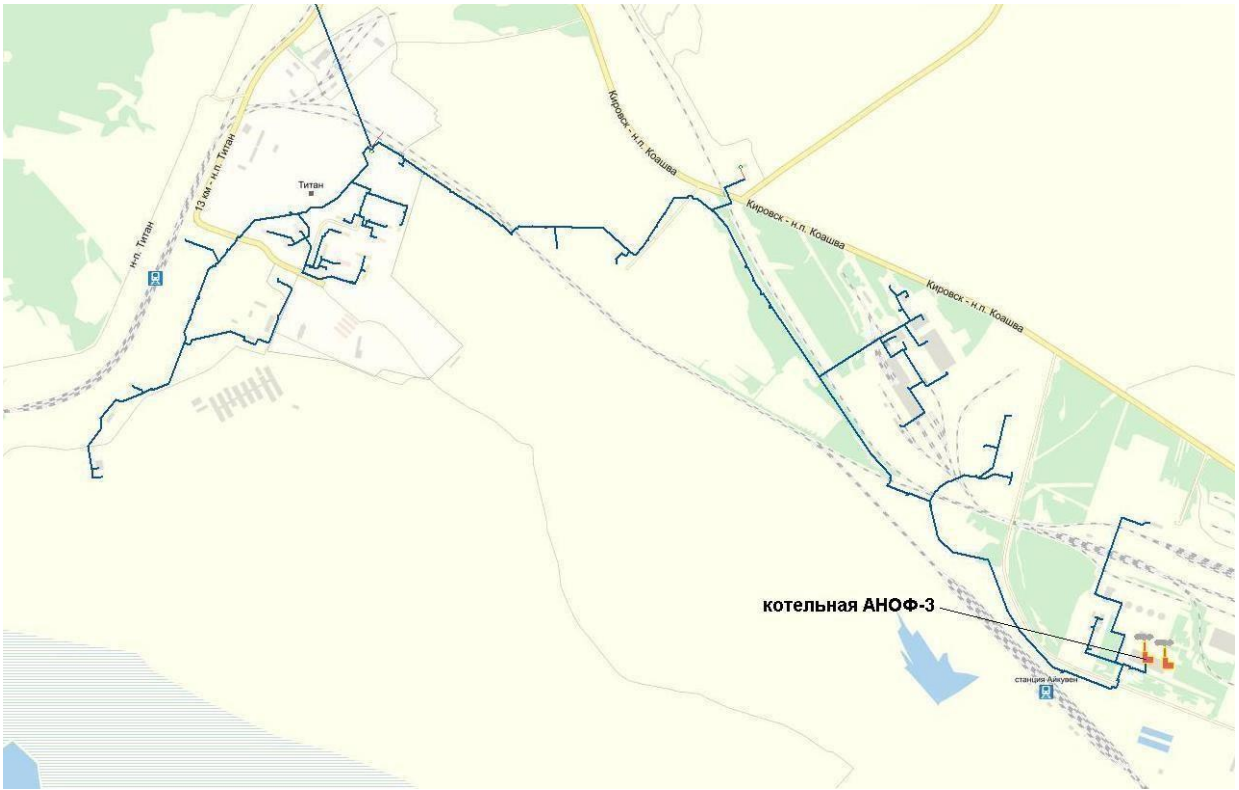 Кировск - н.п. Коашва
13 км - н.п. Титан
Титан
Кировск - н.п. Коашва
н-п. Титан
Кировск - н.п. Коашва
котельная АНОФ-3
станция Айкувен